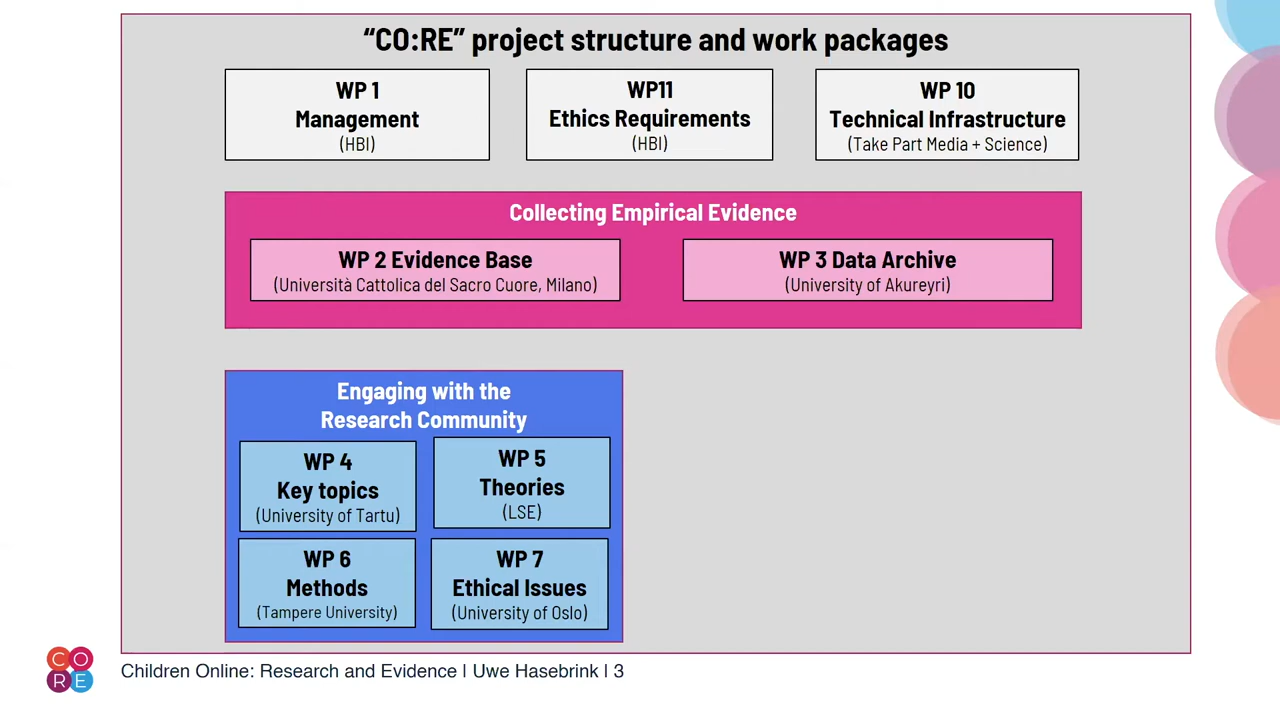 “CO:RE” project structure and work packages
WP 1
Management
(HBI)
WP11
Ethics Requirements
(HBI)
WP 10
Technical Infrastructure
(Take Part Media + Science)
Collecting Empirical Evidence
WP 2 Evidence Base
(Università Cattolica del Sacro Cuore, Milano)
WP 3 Data Archive
(University of Akureyri)
Engaging with the
Research Community
WP 4
Key topics
(University of Tartu)
WP 5
Theories
(LSE)
WP 6
Methods
(Tampere University)
WP 7
Ethical Issues
(University of Oslo)
CO
RE
Children Online: Research and Evidence | Uwe Hasebrink | 3